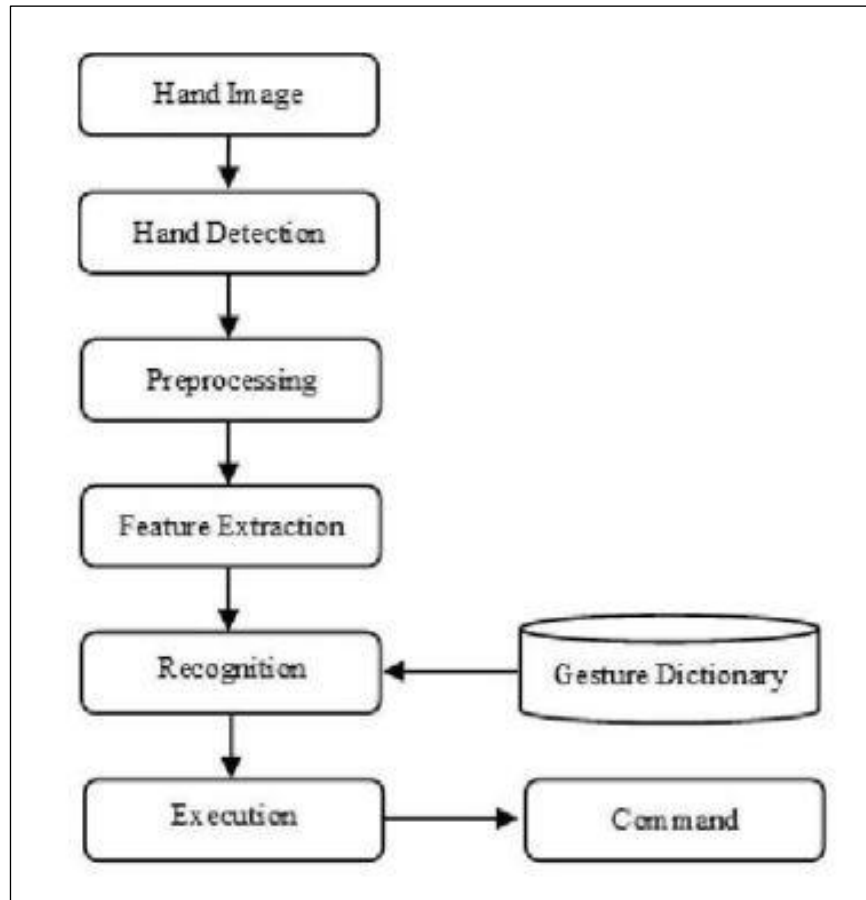 Hand Image
Hand Detection
Preprocessing
Feature Extraction
Recognition
Gesture Dictionary
Execution
Command